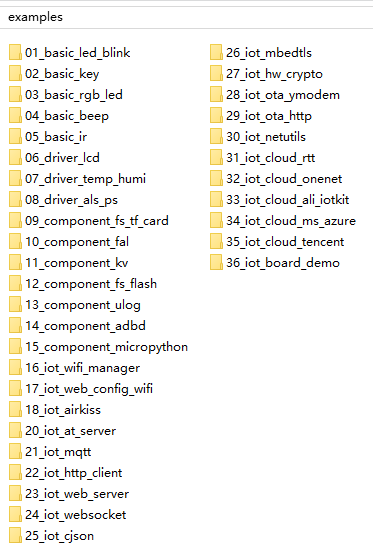 examples
01_basic_led_blink
02_basic_key
03_basic_rgb_led
04_basic_beep
05_basic_ir
06_driver_lcd
07_driver_temp_humi
08_driver_als_ps
09_component_fs_tf_card
10_component_fal
11_component_kv
12_component_fs_flash
13_component_ulog
14_component_adbd
15_component_micropython
16_iot_wifi_manager
17_iot_web_config_wifi
18_iot_airkiss
20_iot_at_server
21_iot_mqtt
22_iot_http_client
23_iot_web_server
24_iot_websocket
25_iot_cjson
26_iot_mbedtls
27_iot_hw_crypto
28_iot_ota_ymodem
29_iot_ota_http
30_iot_netutils
31_iot_cloud_rtt
32_iot_cloud_onenet
33_iot_cloud_ali_iotkit
34_iot_cloud_ms_azure
35_iot_cloud_tencent
36_iot_board_demo